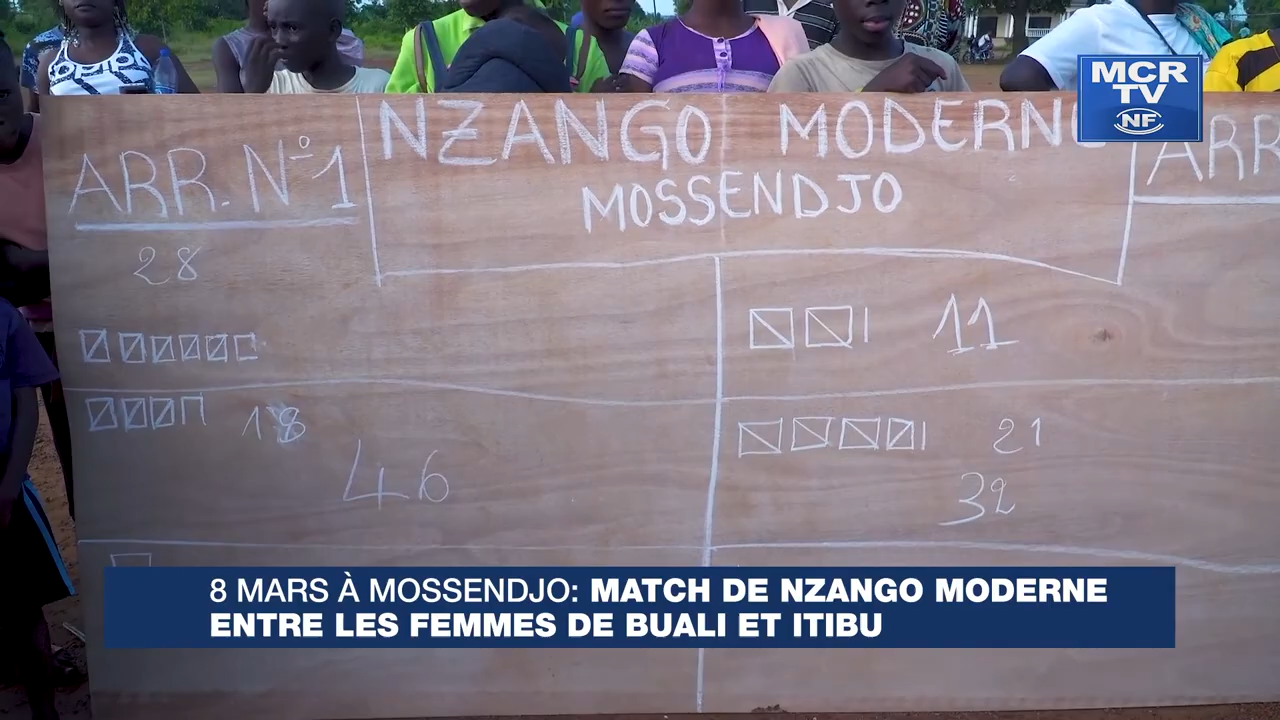 MCR
TV
NF
NZANGO MODERNE
MOSSENDJO
ARR. N°1
ARR
28
11
18
46
21
32
8 MARS À MOSSENDJO: MATCH DE NZANGO MODERNE
ENTRE LES FEMMES DE BUALI ET ITIBU